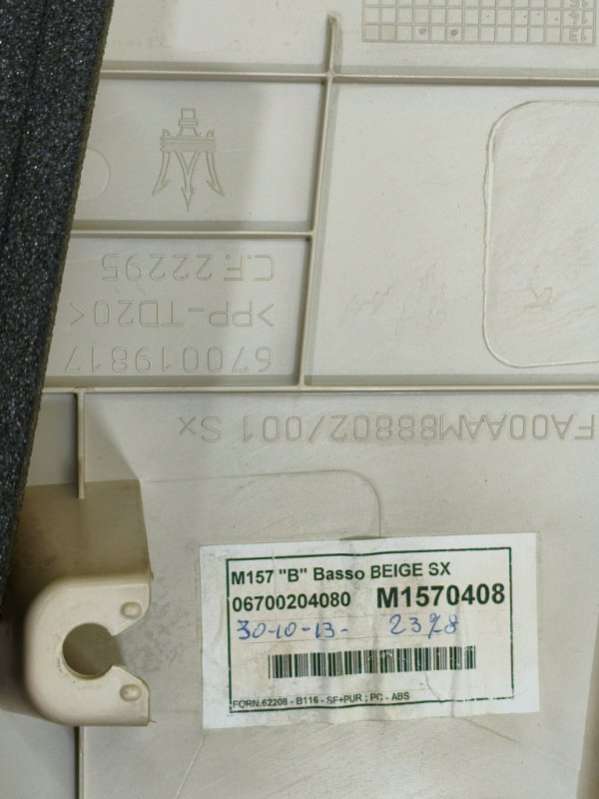 C.F. 22295
>PP-TD20<
670019817
FA00AAM88802/001 Sx
M157 "B" Basso BEIGE SX
06700204080 M1570408
30-10-13- 2328
FORN.62208 - B116 - SF+PUR ; PC - ABS